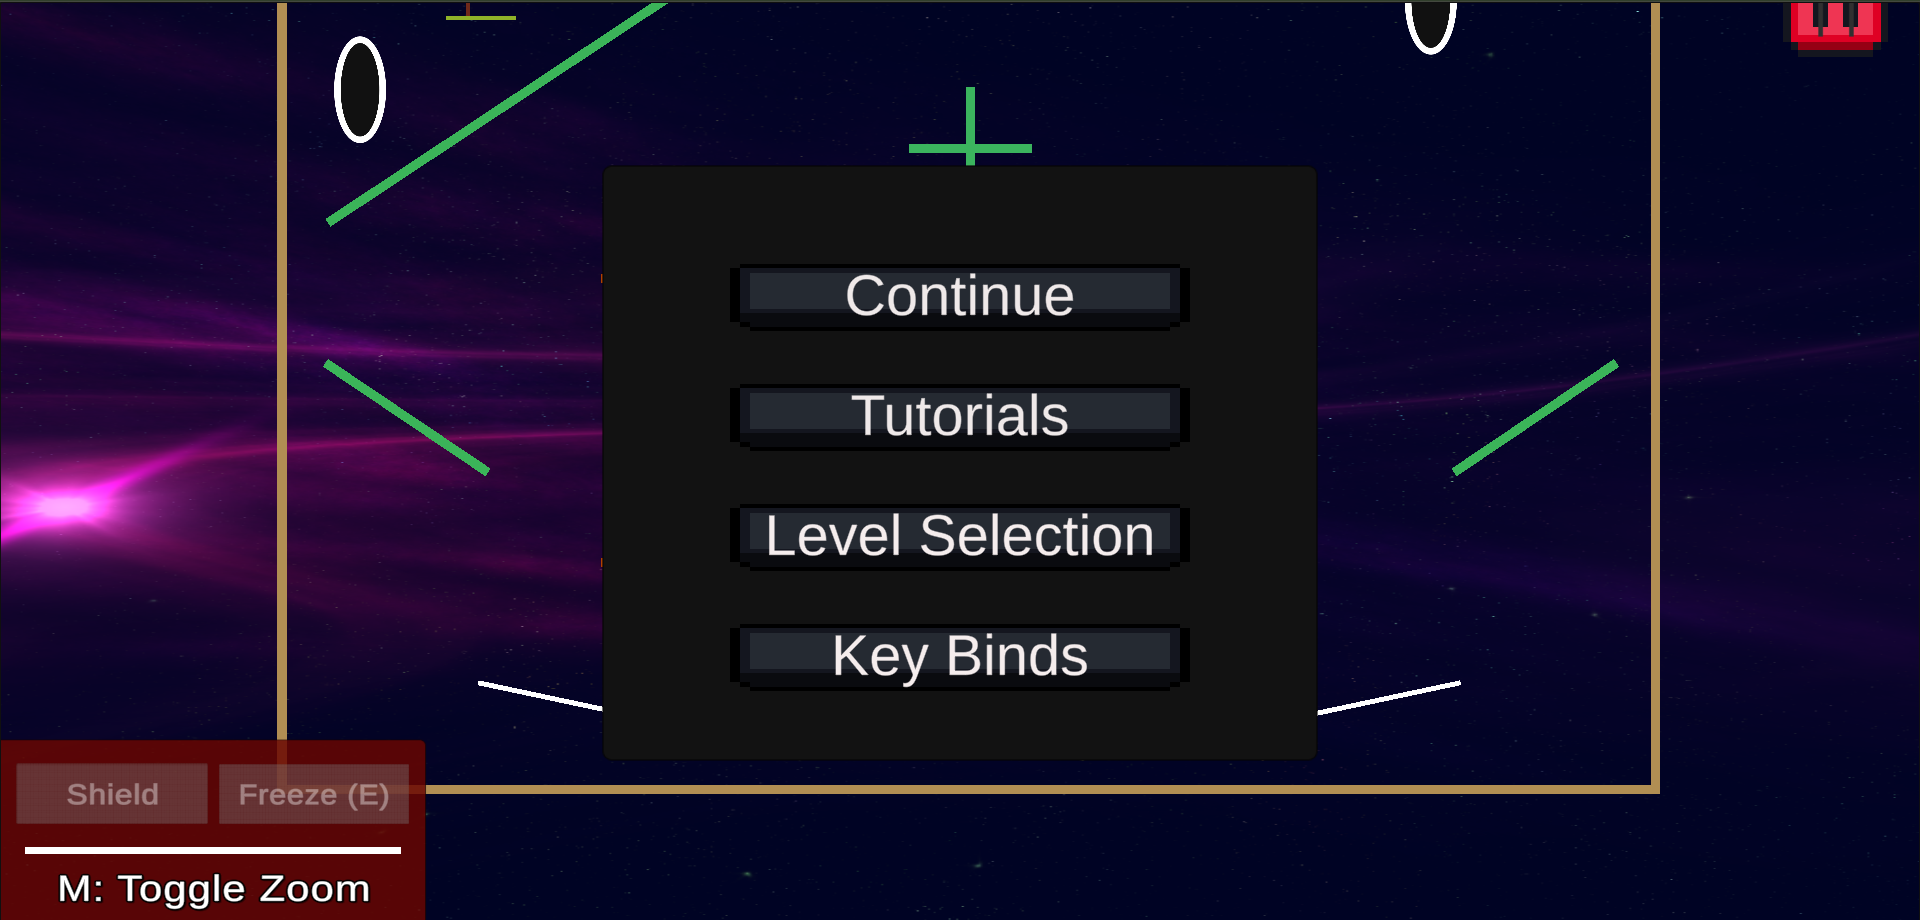 Continue
Tutorials
Level Selection
Key Binds
Shield
Freeze (E)
M: Toggle Zoom